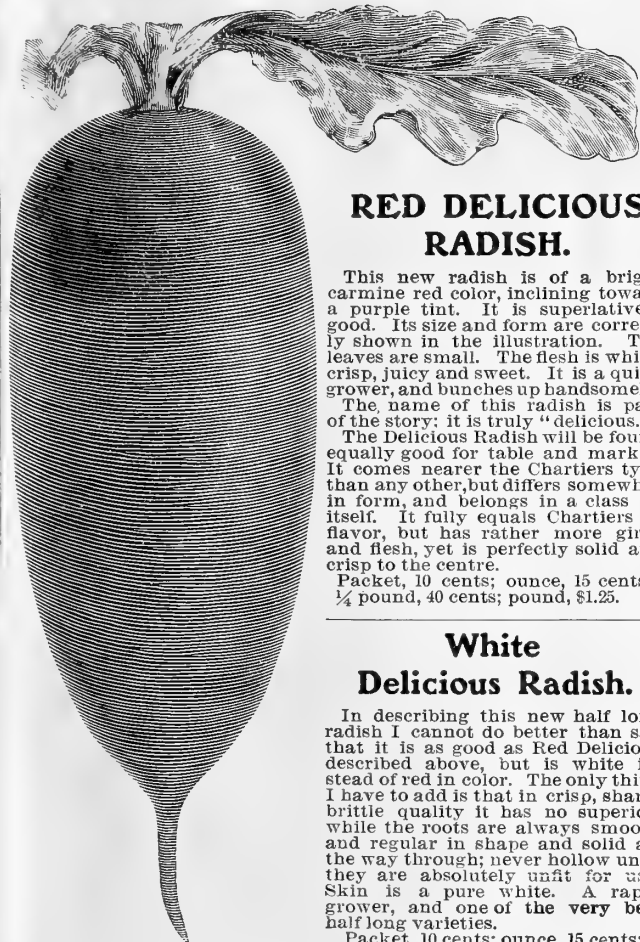 RED DELICIOUS
RADISH.
This new radish is of a brig
carmine red color, inclining towa
a purple tint. It is superlative
good. Its size and form are corre
ly shown in the illustration. T
leaves are small. The flesh is whi
crisp, juicy and sweet. It is a qui
grower, and bunches up handsome
The name of this radish is pa
of the story; it is truly "delicious.
The Delicious Radish will be fou
equally good for table and mark
It comes nearer the Chartiers ty
than any other, but differs somewh
in form, and belongs in a class
itself. It fully equals Chartiers
flavor, but has rather more gir
and flesh, yet is perfectly solid a
crisp to the centre.
Packet, 10 cents; ounce, 15 cents
¼ pound, 40 cents; pound, $1.25.
White
Delicious Radish.
In describing this new half lo
radish I cannot do better than s
that it is as good as Red Delicio
described above, but is white i
stead of red in color. The only thi
I have to add is that in crisp, shar
brittle quality it has no superio
while the roots are always smoo
and regular in shape and solid a
the way through; never hollow un
they are absolutely unfit for us
Skin is a pure white. A rap
grower, and one of the very be
half long varieties.
Packet, 10 cents; ounce, 15 cents;